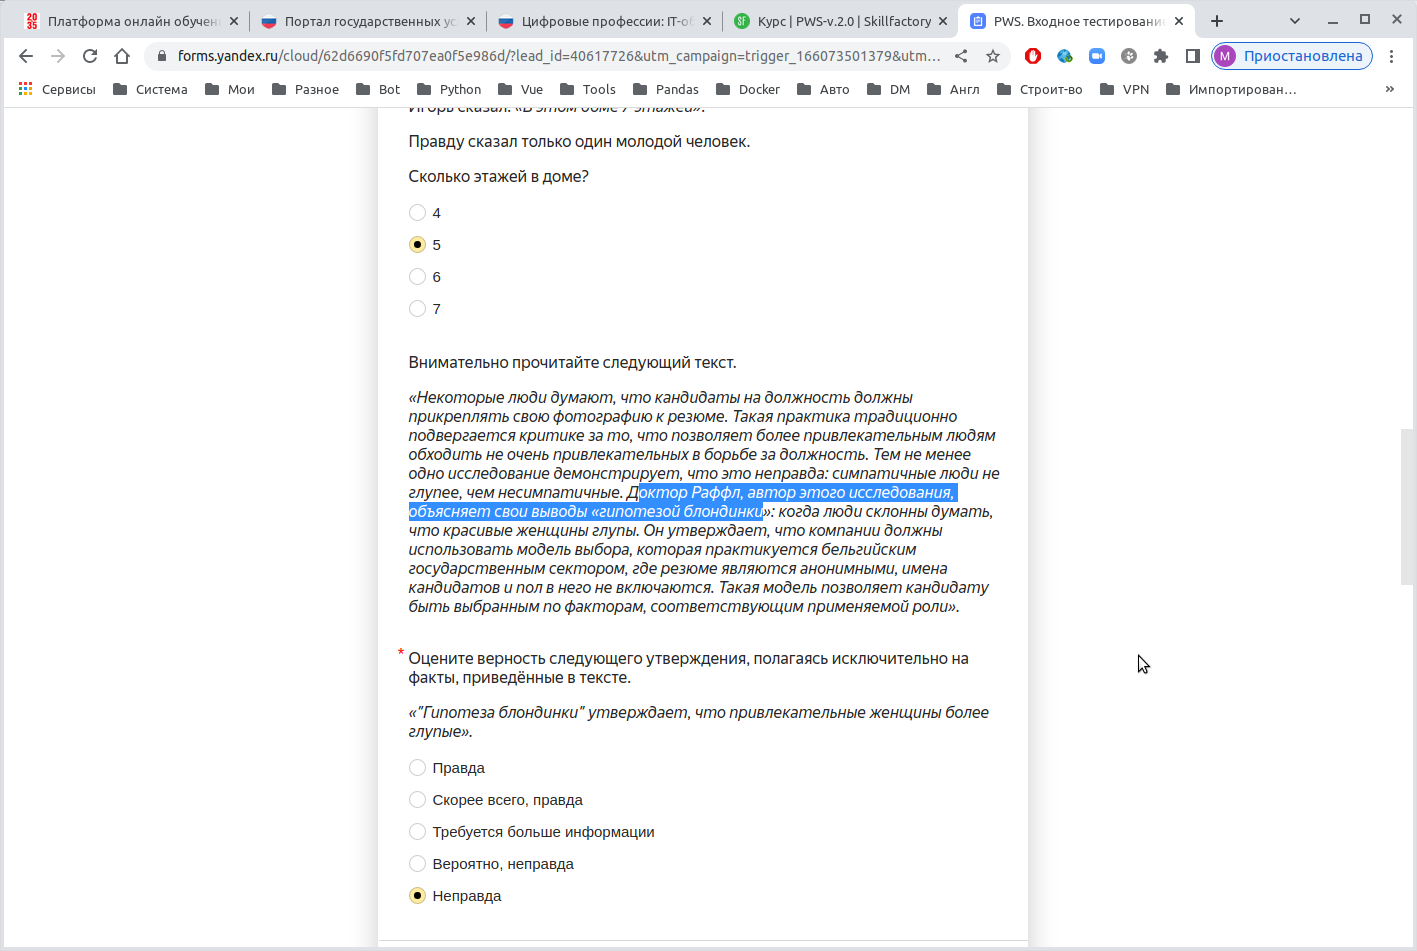 Платформа онлайн обучен
Портал государственных ус
Цифровые профессии: IT-об
Курс | PWS-v.2.0 | Skillfactory
PWS. Входное тестировани
forms.yandex.ru/cloud/62d6690f5fd707ea0f5e986d/?lead_id=40617726&utm_campaign=trigger_166073501379&utm...
M Приостановлена
Сервисы Система Мои Разное Bot Python Vue Tools Pandas Docker Авто DM Англ Строит-во VPN Импортирован... »
Игорь сказал: «В этом доме 7 этажей».
Правду сказал только один молодой человек.
Сколько этажей в доме?
4
5
6
7
Внимательно прочитайте следующий текст.
«Некоторые люди думают, что кандидаты на должность должны
прикреплять свою фотографию к резюме. Такая практика традиционно
подвергается критике за то, что позволяет более привлекательным людям
обходить не очень привлекательных в борьбе за должность. Тем не менее
одно исследование демонстрирует, что это неправда: симпатичные люди не
глупее, чем несимпатичные. Доктор Раффл, автор этого исследования,
объясняет свои выводы «гипотезой блондинки»: когда люди склонны думать,
что красивые женщины глупы. Он утверждает, что компании должны
использовать модель выбора, которая практикуется бельгийским
государственным сектором, где резюме являются анонимными, имена
кандидатов и пол в него не включаются. Такая модель позволяет кандидату
быть выбранным по факторам, соответствующим применяемой роли».
* Оцените верность следующего утверждения, полагаясь исключительно на
факты, приведённые в тексте.
«"Гипотеза блондинки" утверждает, что привлекательные женщины более
глупые».
Правда
Скорее всего, правда
Требуется больше информации
Вероятно, неправда
Неправда